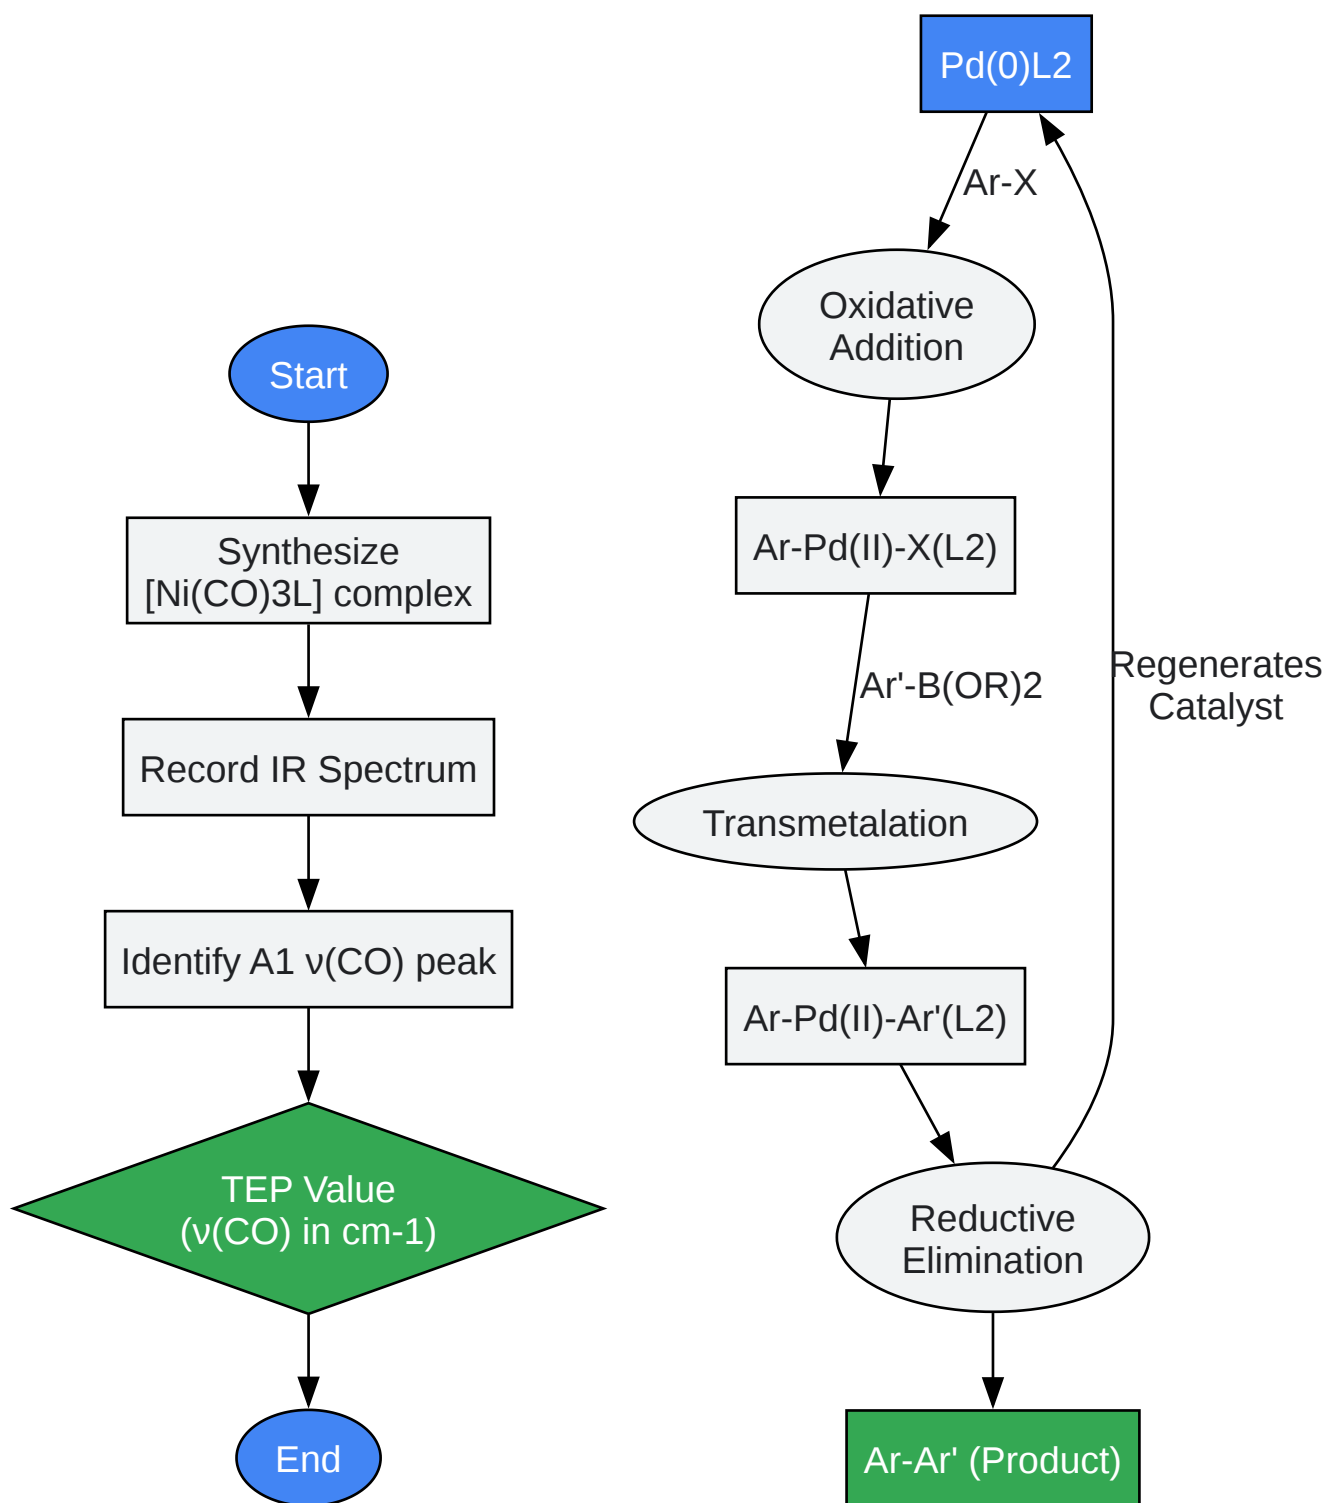 Start
Synthesize
[Ni(CO)3L] complex
Record IR Spectrum
Identify A1 ν(CO) peak
TEP Value
(ν(CO) in cm-1)
End
Pd(0)L2
Ar-X
Oxidative
Addition
Ar-Pd(II)-X(L2)
Ar'-B(OR)2
Transmetalation
Ar-Pd(II)-Ar'(L2)
Reductive
Elimination
Regenerates
Catalyst
Ar-Ar' (Product)